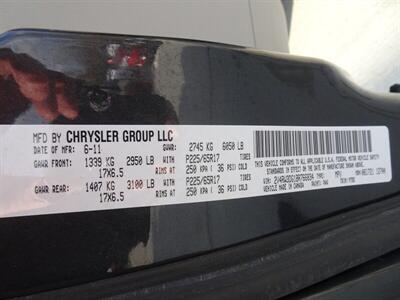 MFD BY CHRYSLER GROUP LLC
DATE OF MFR: 6-11 GVWR: 2745 KG 6050 LB
GAWR FRONT: 1339 KG 2950 LB WITH P225/65R17 TIRES
17X6.5 RIMS AT 250 KPA ( 36 PSI) COLD
GAWR REAR: 1407 KG 3100 LB WITH P225/65R17 TIRES
17X6.5 RIMS AT 250 KPA ( 36 PSI) COLD
THIS VEHICLE CONFORMS TO ALL APPLICABLE U.S.A. FEDERAL MOTOR VEHICLE SAFETY
STANDARDS IN EFFECT ON THE DATE OF MANUFACTURE SHOWN ABOVE.
MADE IN CANADA PAINT: